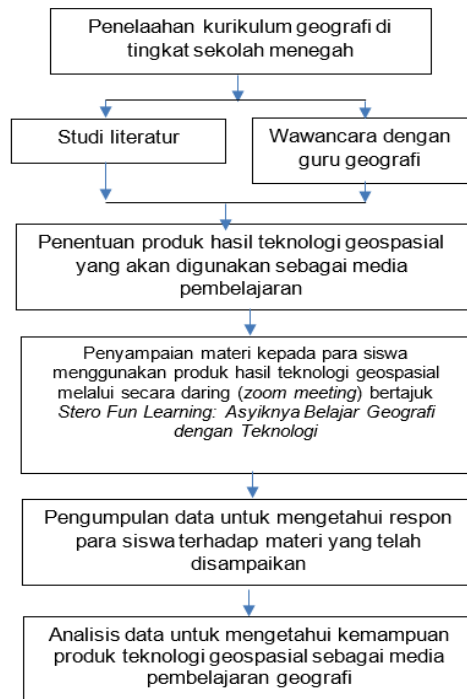 Penelaahan kurikulum geografi di
tingkat sekolah menegah
Studi literatur
Wawancara dengan
guru geografi
Penentuan produk hasil teknologi geospasial
yang akan digunakan sebagai media
pembelajaran
Penyampaian materi kepada para siswa
menggunakan produk hasil teknologi geospasial
melalui secara daring (zoom meeting) bertajuk
Stero Fun Learning: Asyiknya Belajar Geografi
dengan Teknologi
Pengumpulan data untuk mengetahui respon
para siswa terhadap materi yang telah
disampaikan
Analisis data untuk mengetahui kemampuan
produk teknologi geospasial sebagai media
pembelajaran geografi